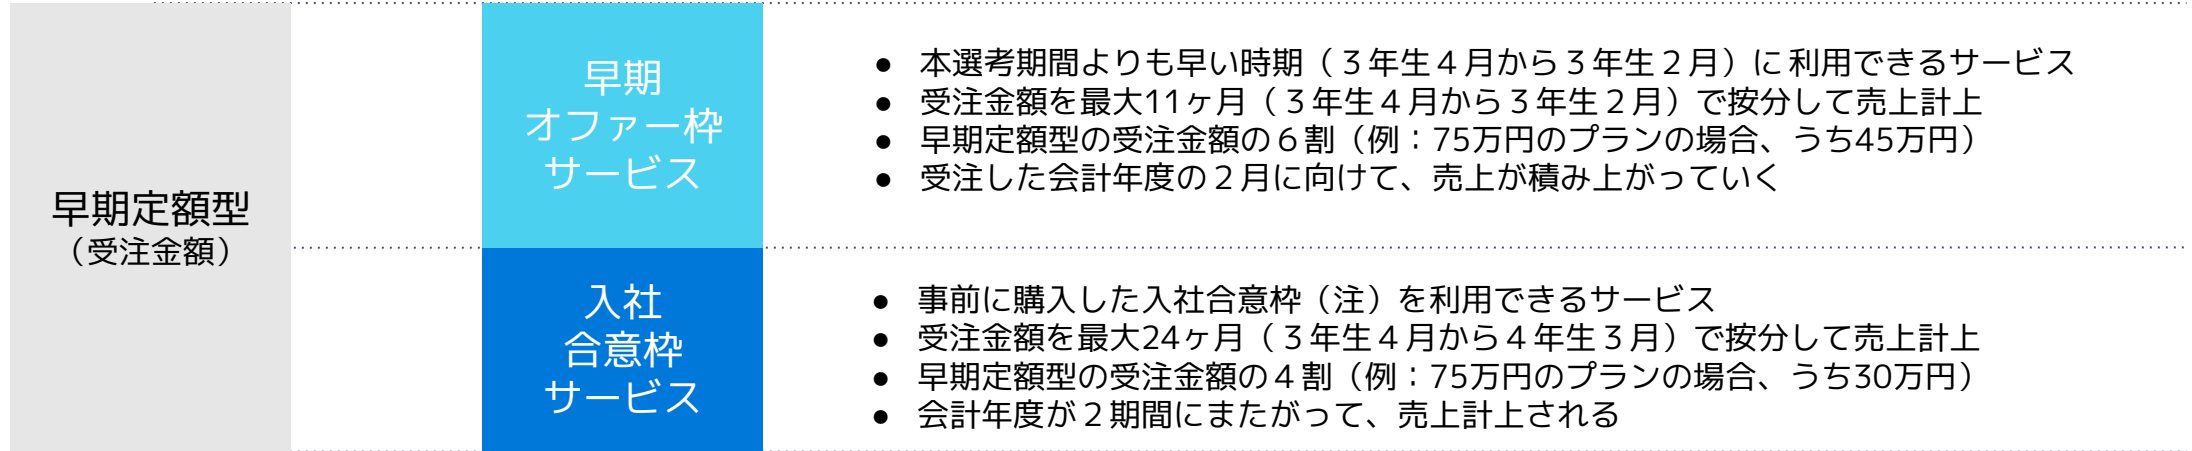 早期定額型
（受注金額）
早期
オファー枠
サービス
● 本選考期間よりも早い時期（３年生４月から３年生２月）に利用できるサービス
● 受注金額を最大11ヶ月（３年生４月から３年生２月）で按分して売上計上
● 早期定額型の受注金額の６割（例：75万円のプランの場合、うち45万円）
● 受注した会計年度の２月に向けて、売上が積み上がっていく
入社
合意枠
サービス
● 事前に購入した入社合意枠（注）を利用できるサービス
● 受注金額を最大24ヶ月（３年生４月から４年生３月）で按分して売上計上
● 早期定額型の受注金額の４割（例：75万円のプランの場合、うち30万円）
● 会計年度が２期間にまたがって、売上計上される